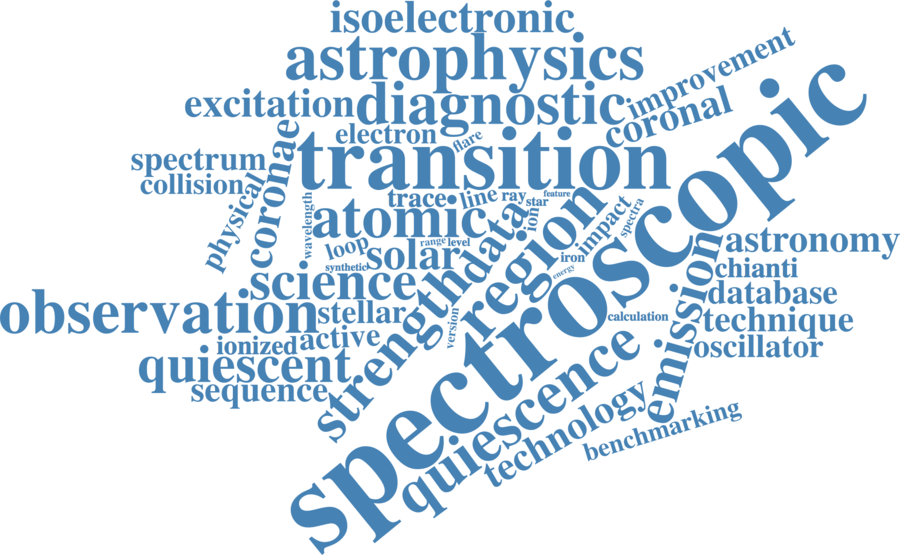 isoelectronic
astrophysics
improvement
excitation
diagnostic
coronal
electron
flare
transition
spectroscopic
spectrum
collision
coronae
physical
wavelength
trace
line
ray
feature
star
atomic
data
ion
region
impact
spectra
loop
range
level
solar
synthetic
iron
energy
science
strength
emission
astronomy
chianti
database
observation
stellar
version
calculation
technique
ionized
active
oscillator
quiescent
sequence
quiescence
technology
benchmarking